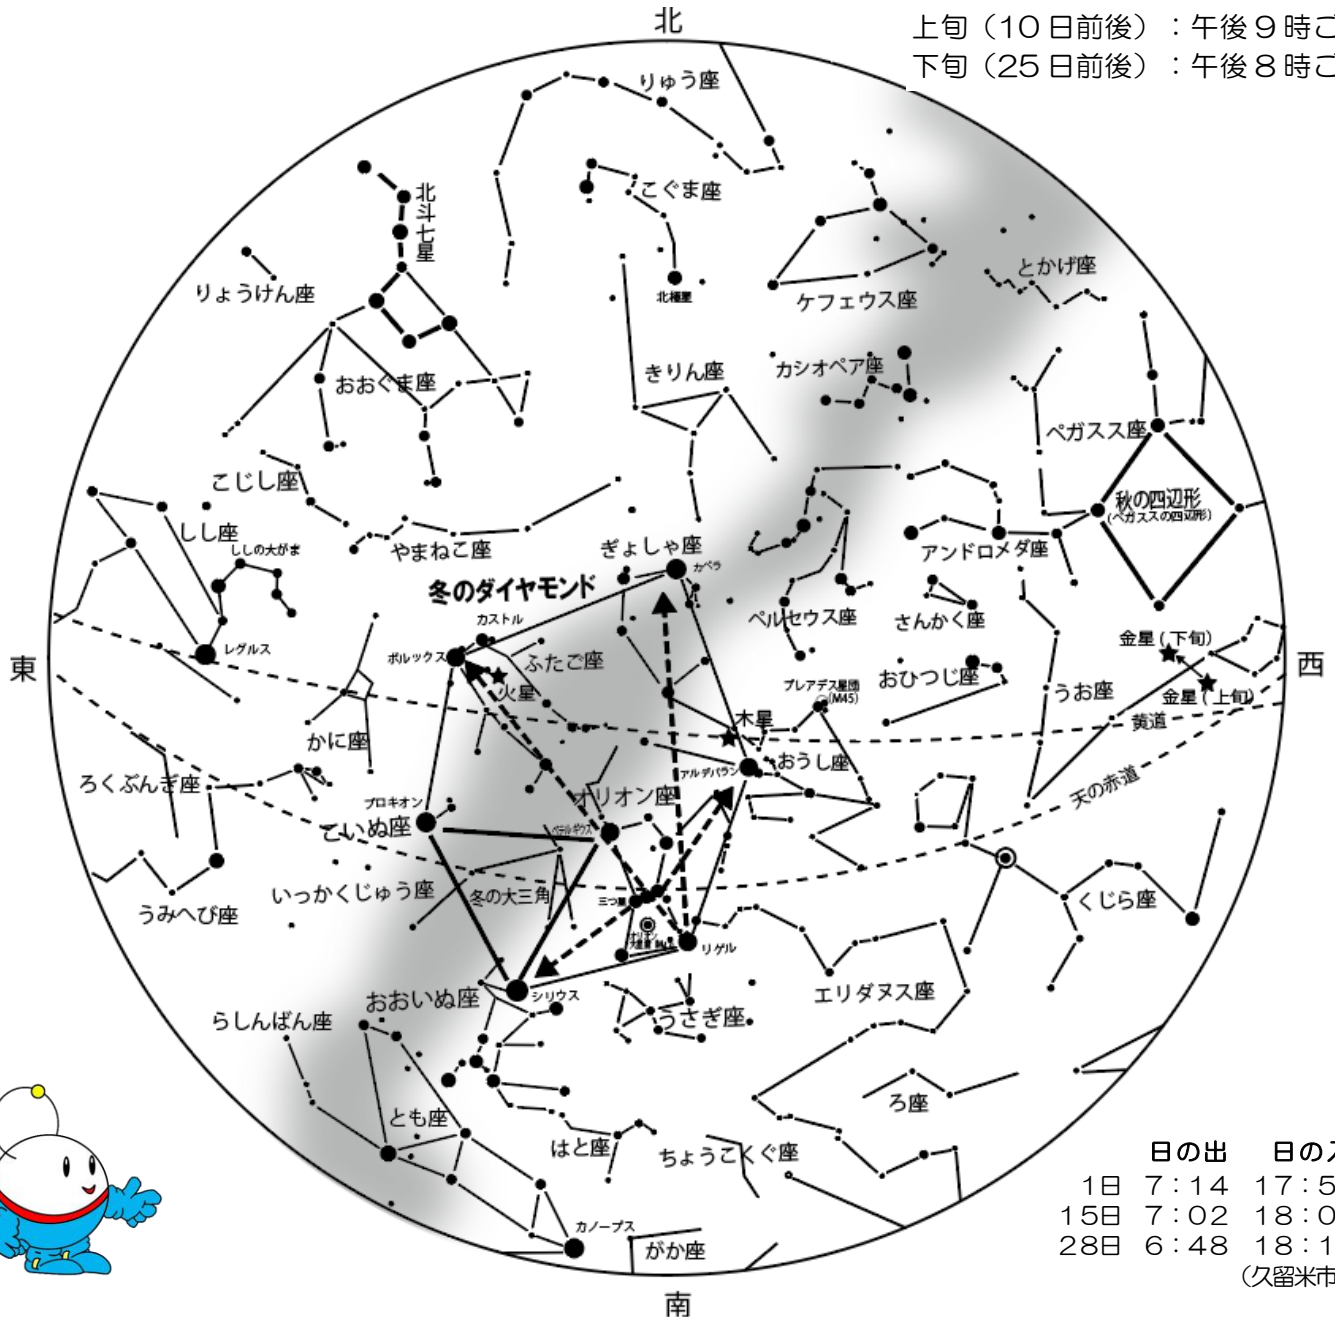 北
上旬（10日前後）：午後9時ご
下旬（25日前後）：午後8時ご
りゅう座
北斗七星
こぐま座
りょうけん座
北極星
ケフェウス座
とかげ座
おおぐま座
きりん座
カシオペア座
ペガスス座
こじし座
秋の四辺形
(ペガススの四辺形)
しし座
ししの大がま
やまねこ座
ぎょしゃ座
カペラ
アンドロメダ座
冬のダイヤモンド
カストル
ペルセウス座
さんかく座
レグルス
ポルックス
ふたご座
金星(下旬)
東
火星
プレアデス星団
(M45)
おひつじ座
うお座
金星(上旬)
西
かに座
木星
黄道
ろくぶんぎ座
アルデバラン
おうし座
天の赤道
プロキオン
こいぬ座
オリオン座
ベテルギウス
いっかくじゅう座
冬の大三角
三つ星
くじら座
うみへび座
リゲル
おおいぬ座
シリウス
エリダヌス座
らしんばん座
うさぎ座
とも座
ろ座
はと座
ちょうこくぐ座
カノープス
がか座
南
日の出 日の入
1日 7：14 17：5
15日 7：02 18：0
28日 6：48 18：1
（久留米市